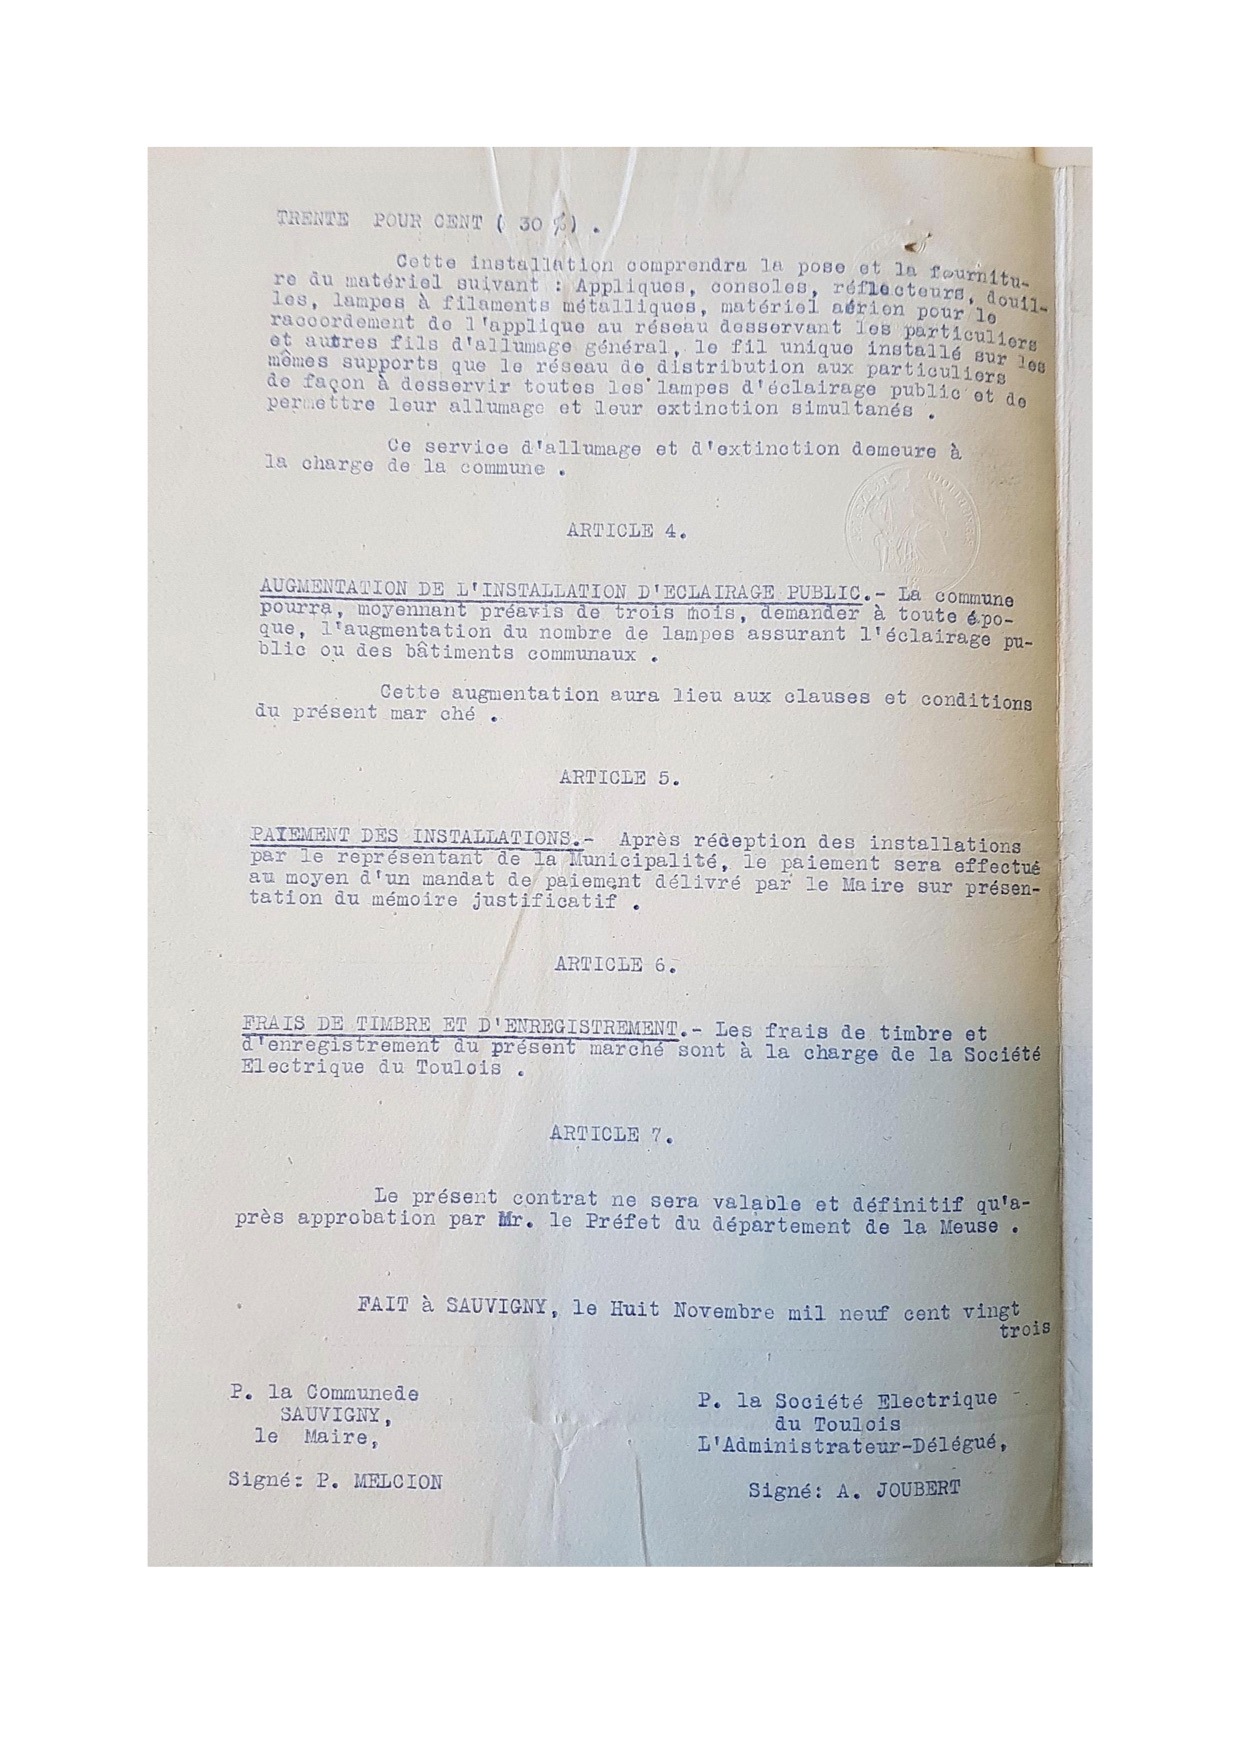 TRENTE POUR CENT ( 30 %) .
Cette installation comprendra la pose et la fournitu-
re du matériel suivant : Appliques, consoles, réflecteurs, douil-
les, lampes à filaments métalliques, matériel aérien pour le
raccordement de l'applique au réseau desservant les particuliers
et autres fils d'allumage général, le fil unique installé sur les
mêmes supports que le réseau de distribution aux particuliers
de façon à desservir toutes les lampes d'éclairage public et de
permettre leur allumage et leur extinction simultanés .
Ce service d'allumage et d'extinction demeure à
la charge de la commune .
ARTICLE 4.
AUGMENTATION DE L'INSTALLATION D'ECLAIRAGE PUBLIC.- La commune
pourra, moyennant préavis de trois mois, demander à toute épo-
que, l'augmentation du nombre de lampes assurant l'éclairage pu-
blic ou des bâtiments communaux .
Cette augmentation aura lieu aux clauses et conditions
du présent mar ché .
ARTICLE 5.
PAIEMENT DES INSTALLATIONS.- Après réception des installations
par le représentant de la Municipalité, le paiement sera effectué
au moyen d'un mandat de paiement délivré par le Maire sur présen-
tation du mémoire justificatif .
ARTICLE 6.
FRAIS DE TIMBRE ET D'ENREGISTREMENT.- Les frais de timbre et
d'enregistrement du présent marché sont à la charge de la Société
Electrique du Toulois .
ARTICLE 7.
Le présent contrat ne sera valable et définitif qu'a-
près approbation par Mr. le Préfet du département de la Meuse .
FAIT à SAUVIGNY, le Huit Novembre mil neuf cent vingt
trois
P. la Communede
SAUVIGNY,
le Maire,
Signé: P. MELCION
P. la Société Electrique
du Toulois
L'Administrateur-Délégué,
Signé: A. JOUBERT